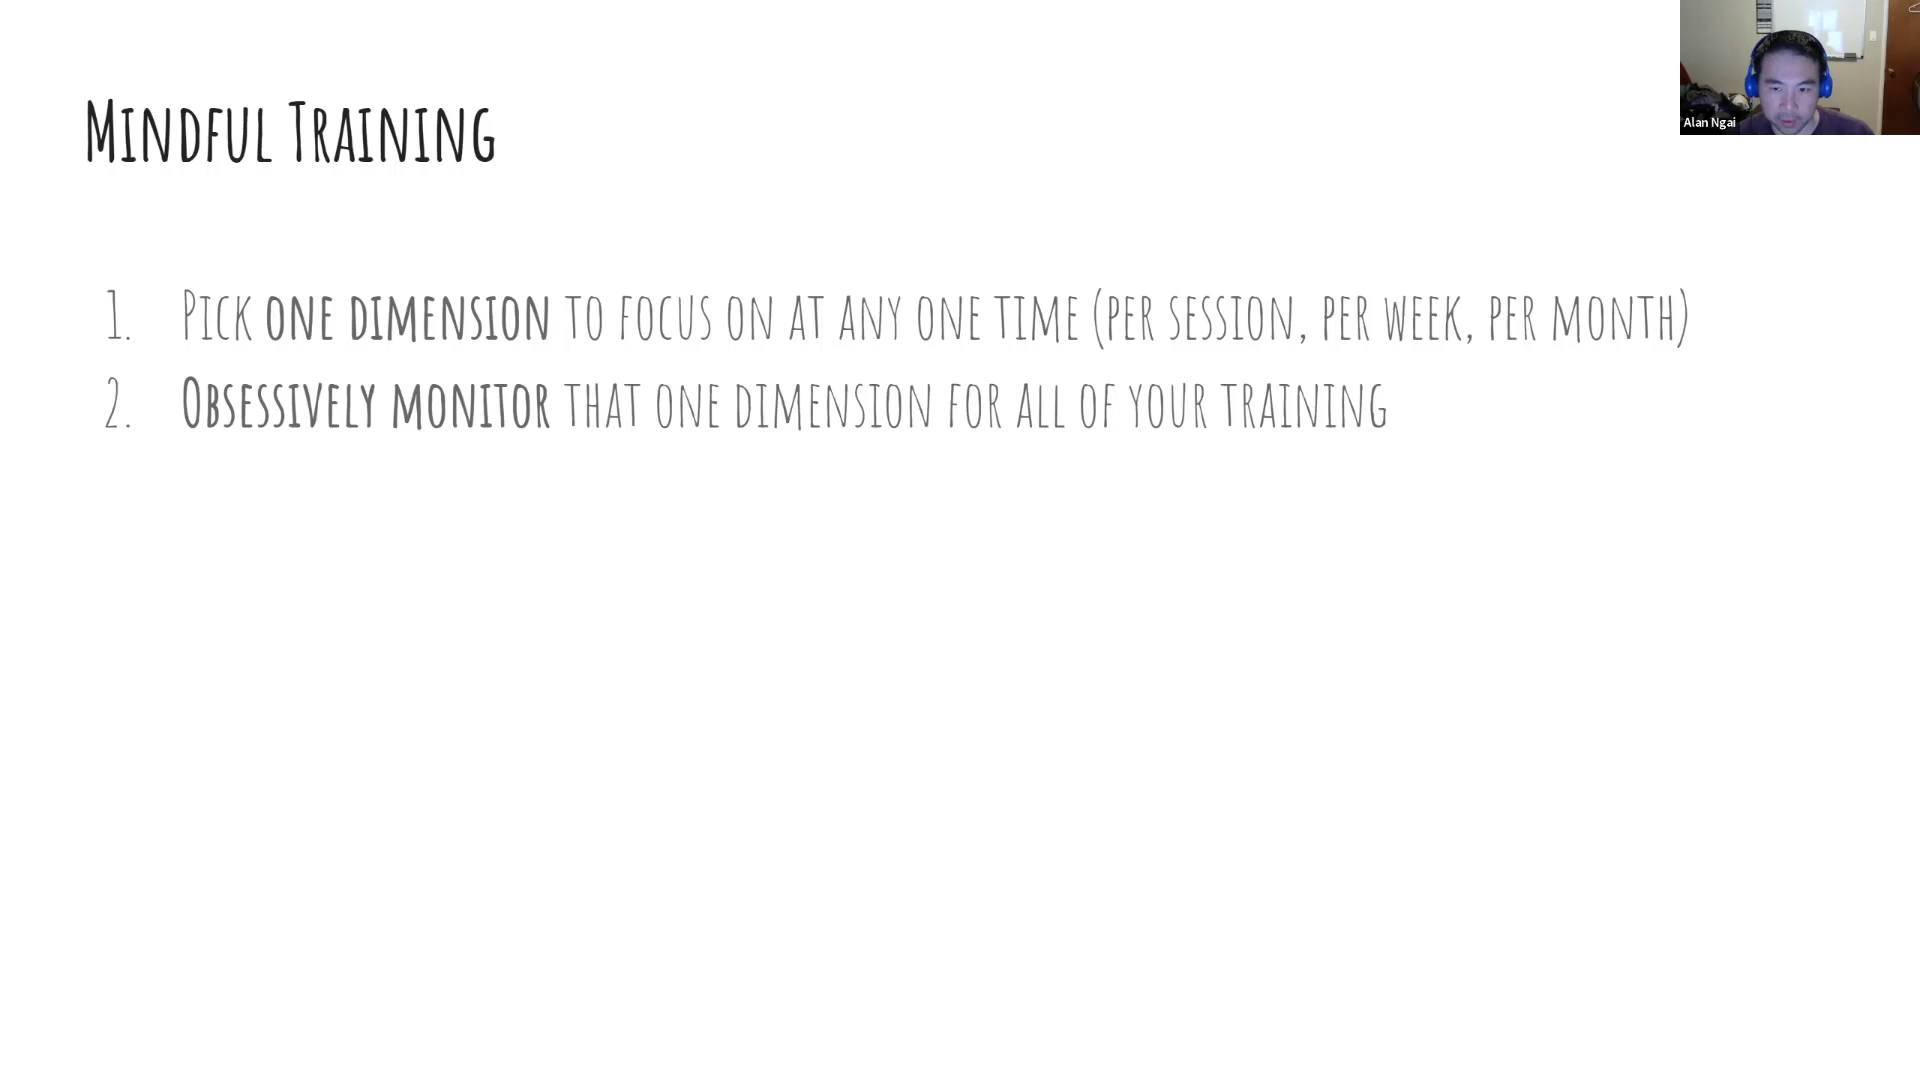 Alan Ngai
Mindful Training
1. Pick one dimension to focus on at any one time (per session, per week, per month)
2. Obsessively monitor that one dimension for all of your training